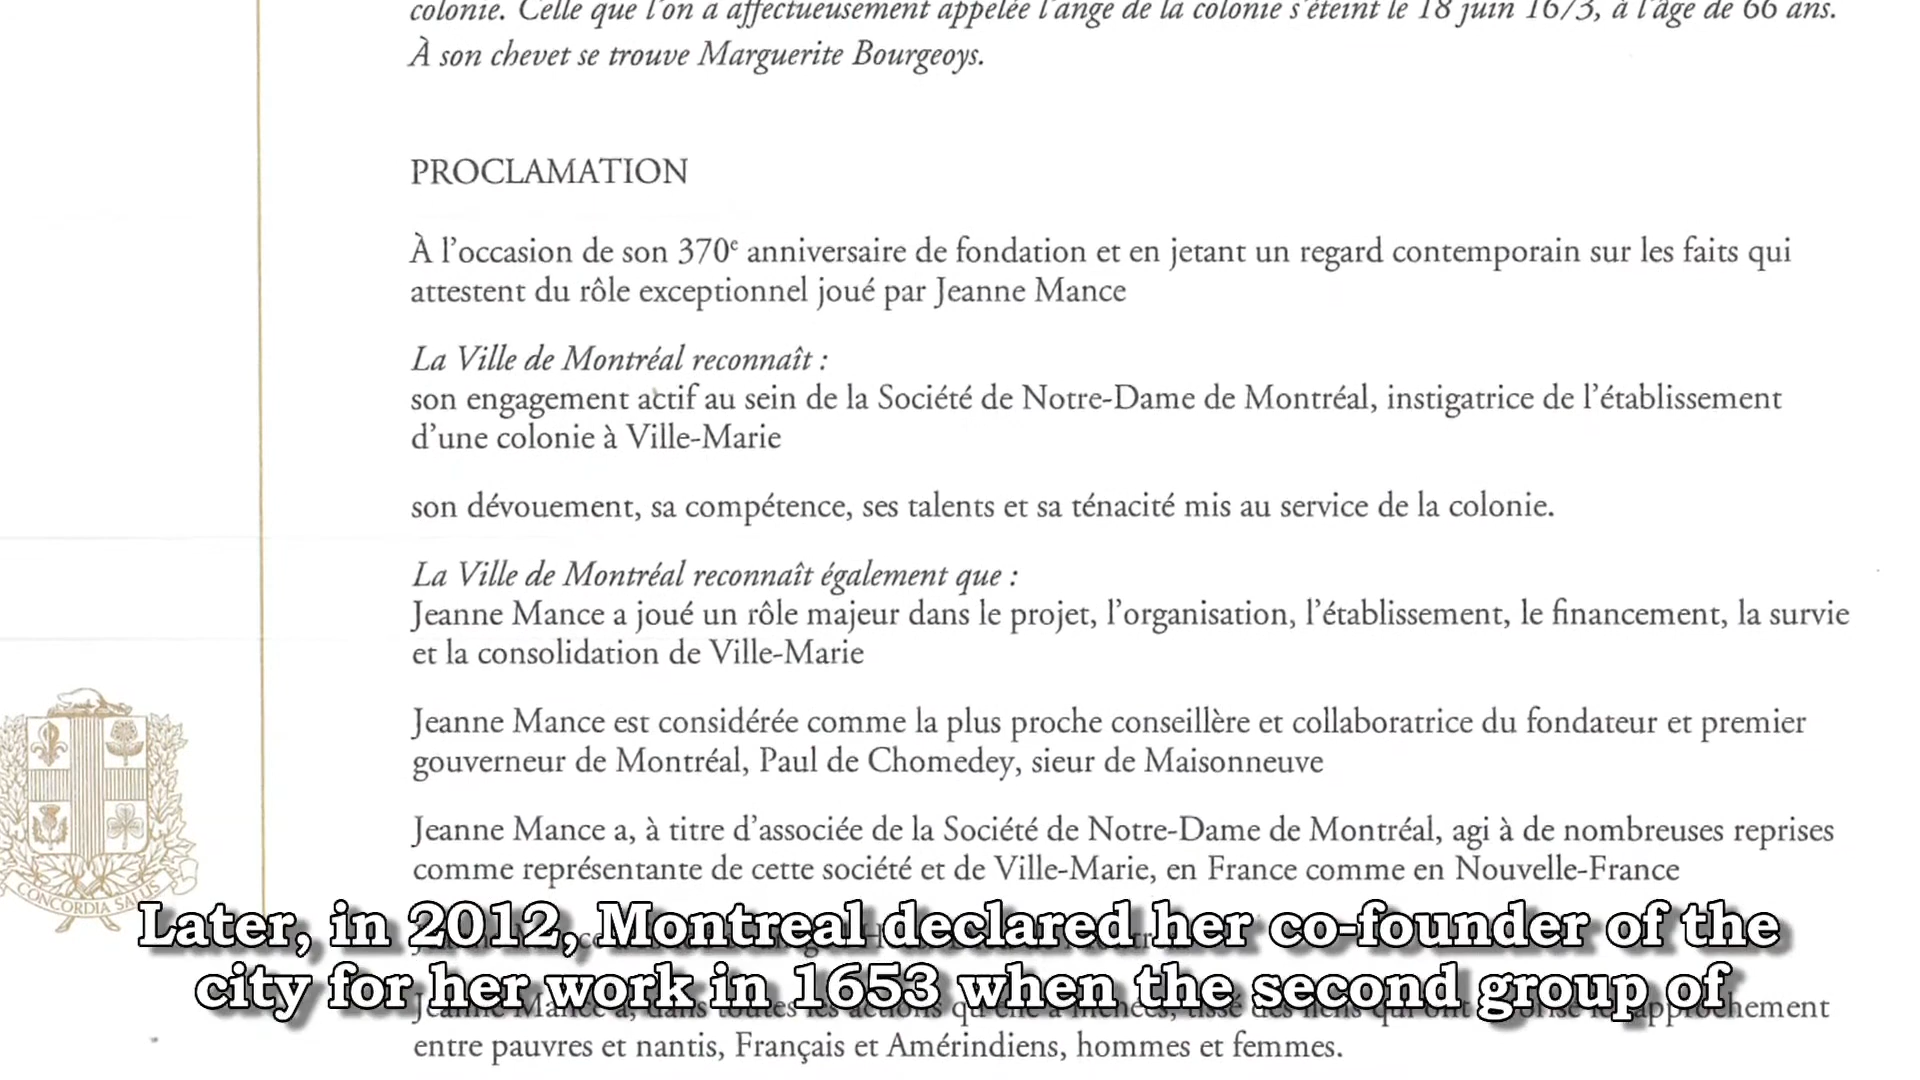 colonie. Celle que l'on a affectueusement appelée l'ange de la colonie s'éteint le 18 juin 1673, à l'âge de 66 ans.
À son chevet se trouve Marguerite Bourgeoys.
PROCLAMATION
À l'occasion de son 370e anniversaire de fondation et en jetant un regard contemporain sur les faits qui
attestent du rôle exceptionnel joué par Jeanne Mance
La Ville de Montréal reconnaît :
son engagement actif au sein de la Société de Notre-Dame de Montréal, instigatrice de l'établissement
d'une colonie à Ville-Marie
son dévouement, sa compétence, ses talents et sa ténacité mis au service de la colonie.
La Ville de Montréal reconnaît également que :
Jeanne Mance a joué un rôle majeur dans le projet, l'organisation, l'établissement, le financement, la survie
et la consolidation de Ville-Marie
Jeanne Mance est considérée comme la plus proche conseillère et collaboratrice du fondateur et premier
gouverneur de Montréal, Paul de Chomedey, sieur de Maisonneuve
Jeanne Mance a, à titre d'associée de la Société de Notre-Dame de Montréal, agi à de nombreuses reprises
comme représentante de cette société et de Ville-Marie, en France comme en Nouvelle-France
CONCORDIA SALUS
Later, in 2012, Montreal declared her co-founder of the
city for her work in 1653 when the second group of
Jeanne Mance a, dans toutes les actions
entre pauvres et nantis, Français et Amérindiens, hommes et femmes.